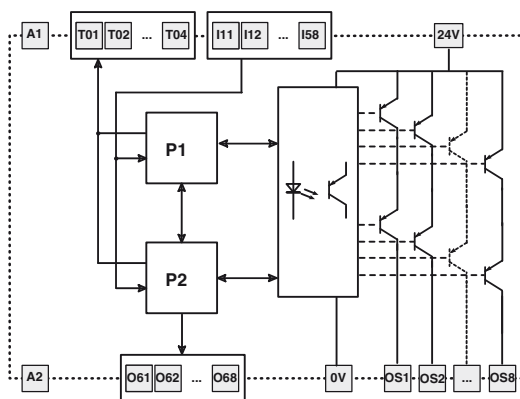 A1 T01 T02 ... T04 I11 I12 ... I58 24V
P1
P2
A2 O61 O62 ... O68 0V OS1 OS2 ... OS8